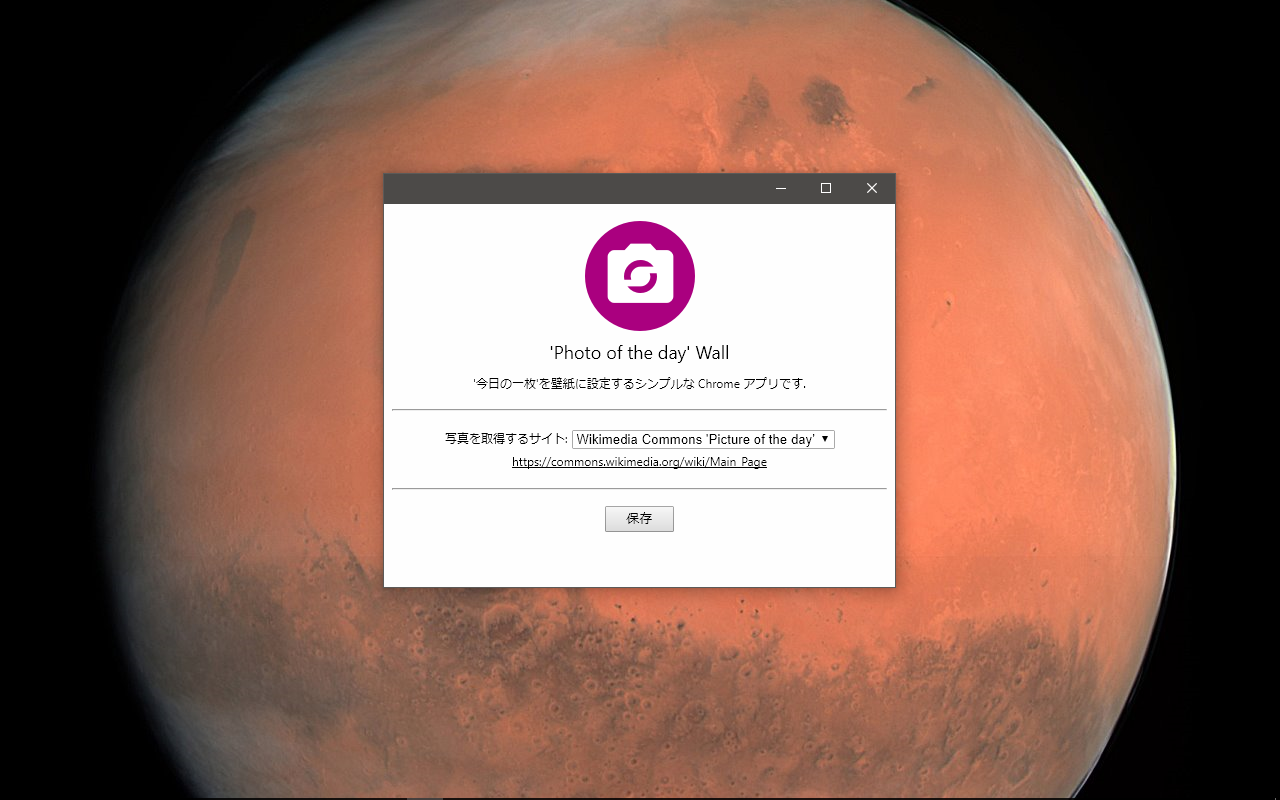 'Photo of the day' Wall
'今日の一枚'を壁紙に設定するシンプルな Chrome アプリです.
写真を取得するサイト: Wikimedia Commons 'Picture of the day'
https://commons.wikimedia.org/wiki/Main_Page
保存